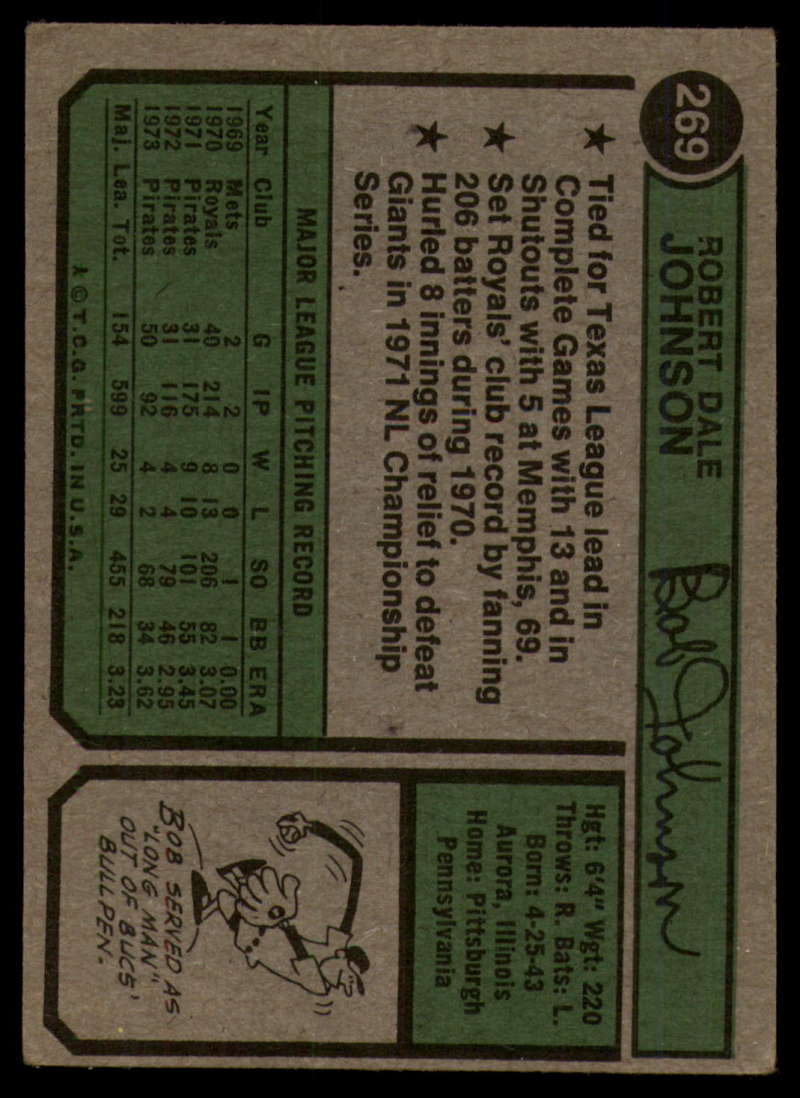 269
ROBERT DALE
JOHNSON
Bob Johnson
★ Tied for Texas League lead in
Complete Games with 13 and in
Shutouts with 5 at Memphis, 69.
★ Set Royals' club record by fanning
206 batters during 1970.
★ Hurled 8 innings of relief to defeat
Giants in 1971 NL Championship
Series.
MAJOR LEAGUE PITCHING RECORD
Year Club G IP W L SO BB ERA
1969 Mets 2 2 0 0 1 1 0.00
1970 Royals 40 214 8 13 206 82 3.07
1971 Pirates 31 175 9 10 101 55 3.45
1972 Pirates 31 116 4 4 79 46 2.95
1973 Pirates 50 92 4 2 68 34 3.62
Maj. Lea. Tot. 154 599 25 29 455 218 3.23
★ © T.C.G. PRTD. IN U.S.A.
Hgt: 6'4" Wgt: 220
Throws: R. Bats: L.
Born: 4-25-43
Aurora, Illinois
Home: Pittsburgh
Pennsylvania
BOB SERVED AS
"LONG MAN"
OUT OF BUCS'
BULLPEN.